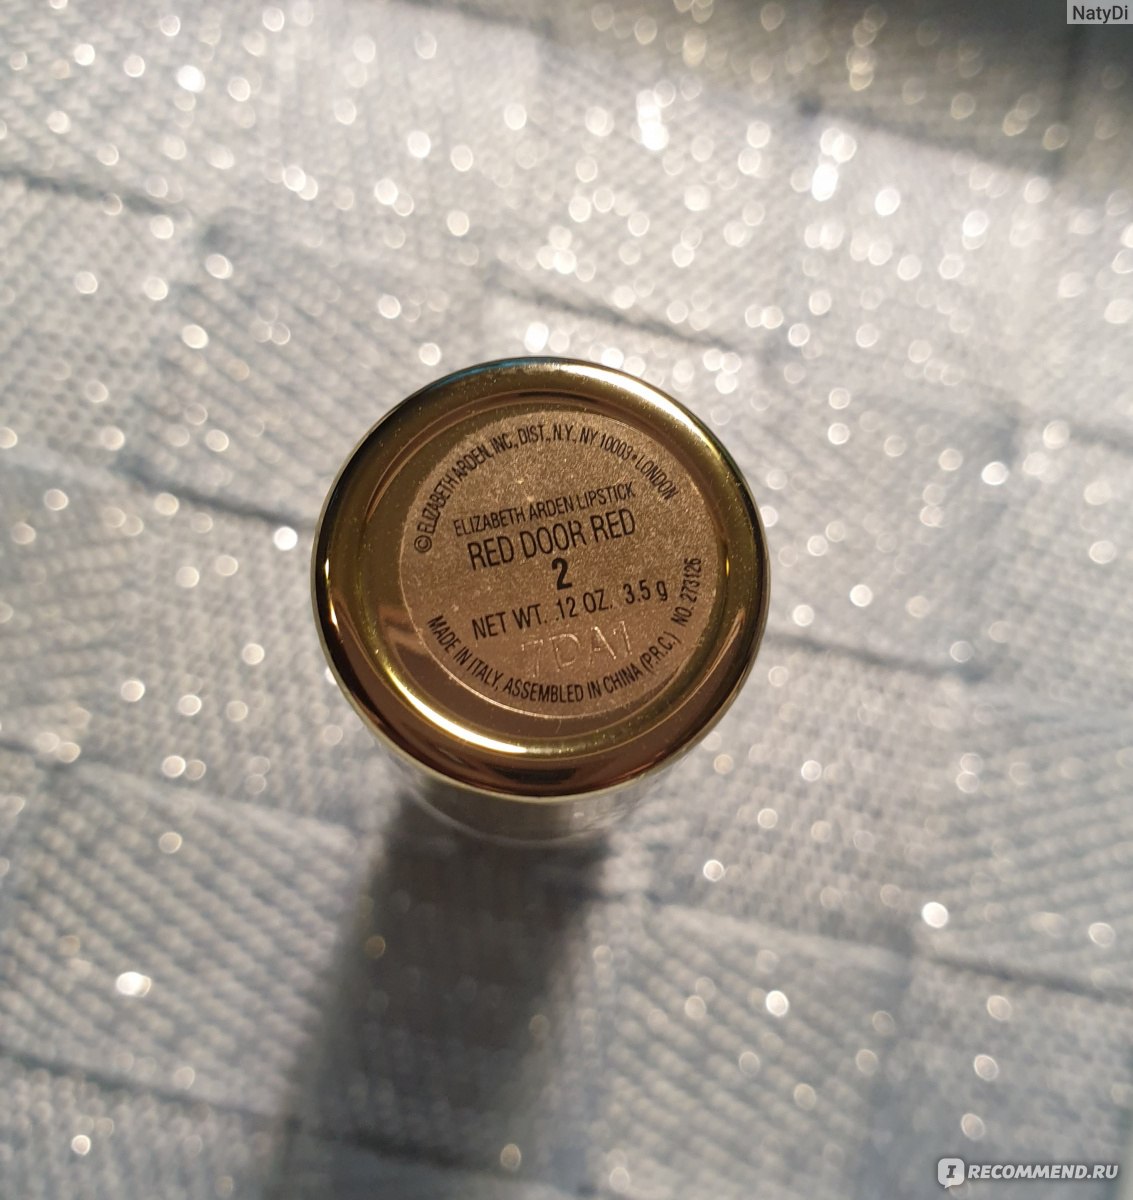 NatyDi
© ELIZABETH ARDEN, INC, DIST., N.Y., NY 10003 • LONDON
ELIZABETH ARDEN LIPSTICK
RED DOOR RED
2
NET WT. .12 OZ. 3.5 g
7DA1
MADE IN ITALY, ASSEMBLED IN CHINA (P.R.C.) NO. 273126
IRECOMMEND.RU